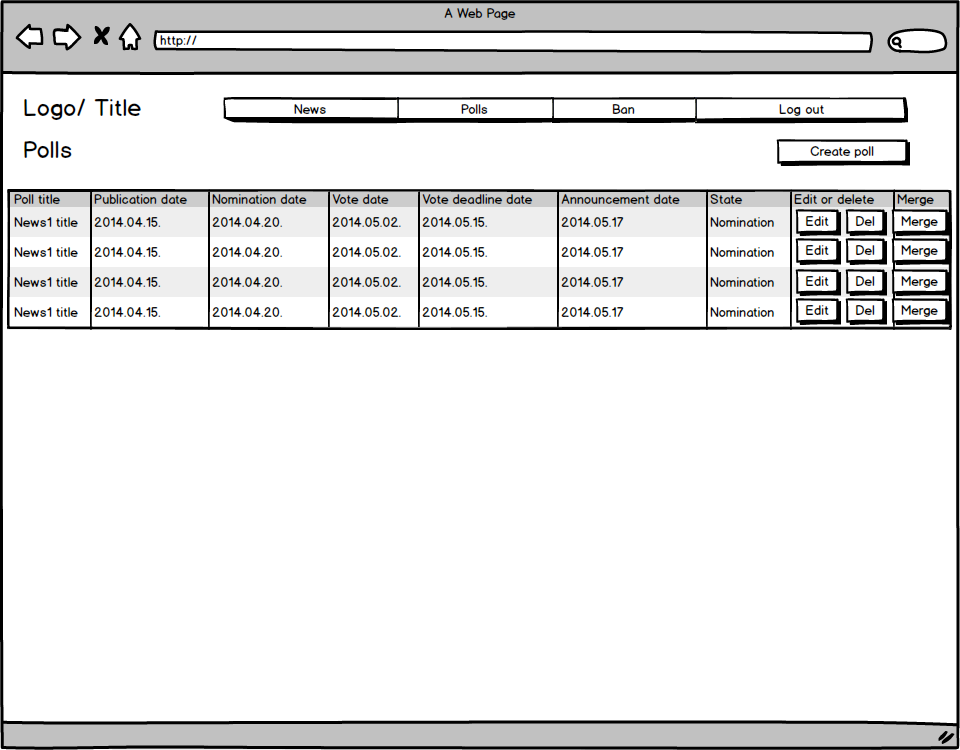 A Web Page
http://
Logo/ Title News Polls Ban Log out
Polls Create poll
Poll title Publication date Nomination date Vote date Vote deadline date Announcement date State Edit or delete Merge
News1 title 2014.04.15. 2014.04.20. 2014.05.02. 2014.05.15. 2014.05.17 Nomination Edit Del Merge
News1 title 2014.04.15. 2014.04.20. 2014.05.02. 2014.05.15. 2014.05.17 Nomination Edit Del Merge
News1 title 2014.04.15. 2014.04.20. 2014.05.02. 2014.05.15. 2014.05.17 Nomination Edit Del Merge
News1 title 2014.04.15. 2014.04.20. 2014.05.02. 2014.05.15. 2014.05.17 Nomination Edit Del Merge